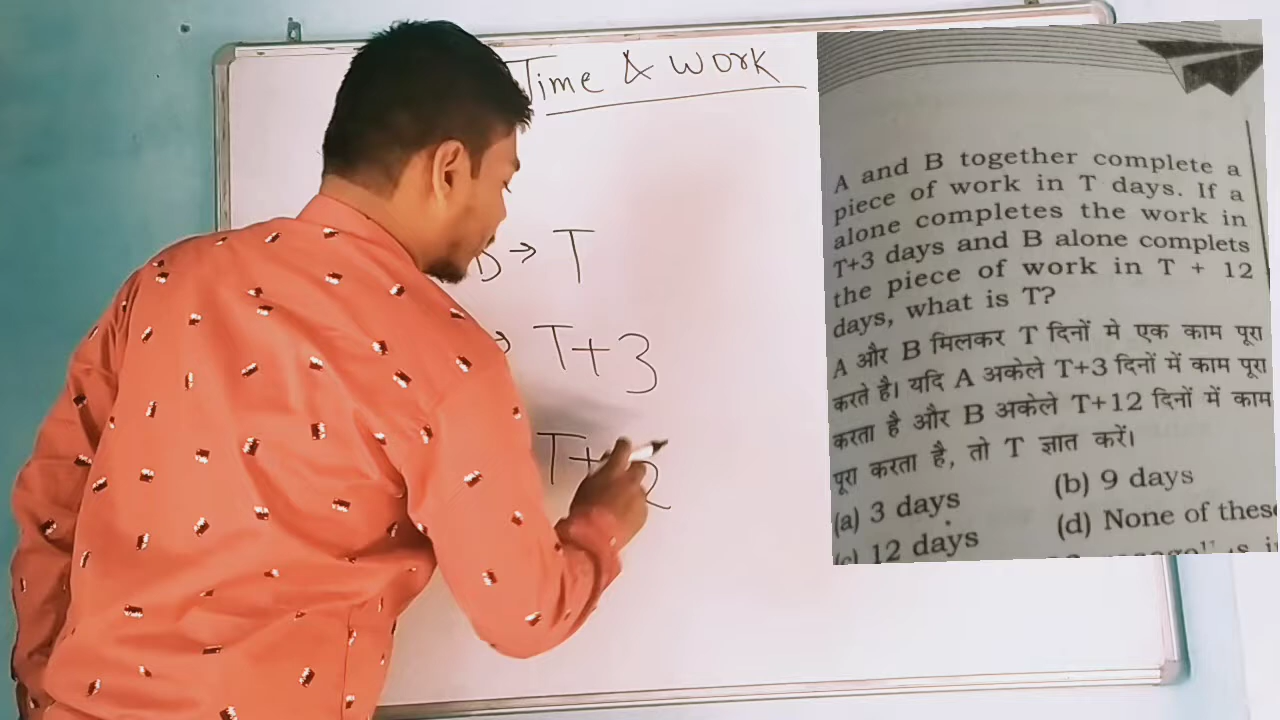 Time & Work
→ T
→ T+3
T+
2
A and B together complete a
piece of work in T days. If a
alone completes the work in
T+3 days and B alone complets
the piece of work in T + 12
days, what is T?
A और B मिलकर T दिनों मे एक काम पूरा
करते है। यदि A अकेले T+3 दिनों में काम पूरा
करता है और B अकेले T+12 दिनों में काम
पूरा करता है, तो T ज्ञात करें।
(a) 3 days (b) 9 days
(c) 12 days (d) None of these